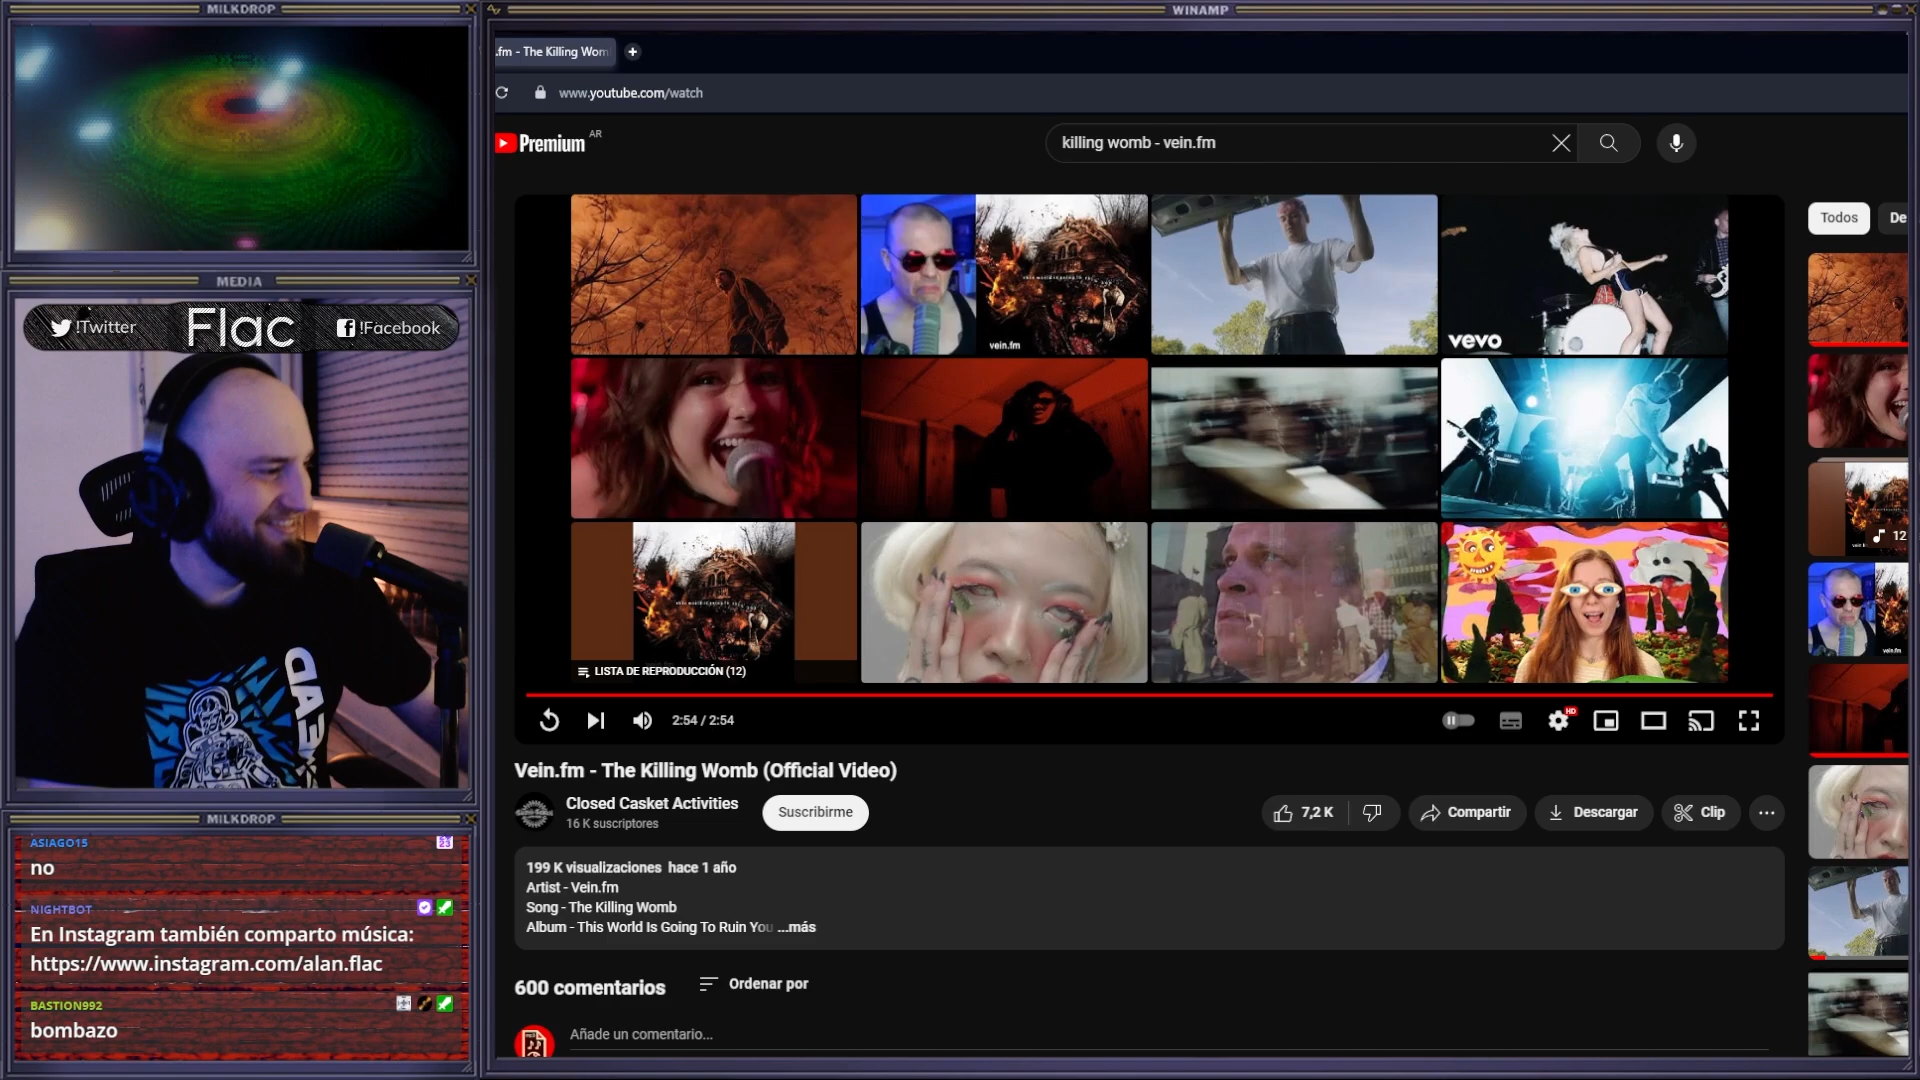 MILKDROP
WINAMP
.fm - The Killing Wom
www.youtube.com/watch
Premium AR
killing womb - vein.fm
MEDIA
!Twitter
Flac
!Facebook
vein.fm
vevo
LISTA DE REPRODUCCIÓN (12)
2:54 / 2:54
HD
Todos
De
12
vein.fm
Vein.fm - The Killing Womb (Official Video)
Closed Casket Activities
16 K suscriptores
Suscribirme
7,2 K
Compartir
Descargar
Clip
199 K visualizaciones hace 1 año
Artist - Vein.fm
Song - The Killing Womb
Album - This World Is Going To Ruin You ...más
600 comentarios
Ordenar por
Añade un comentario...
MILKDROP
ASIAGO15
23
no
NIGHTBOT
En Instagram también comparto música:
https://www.instagram.com/alan.flac
BASTION992
bombazo